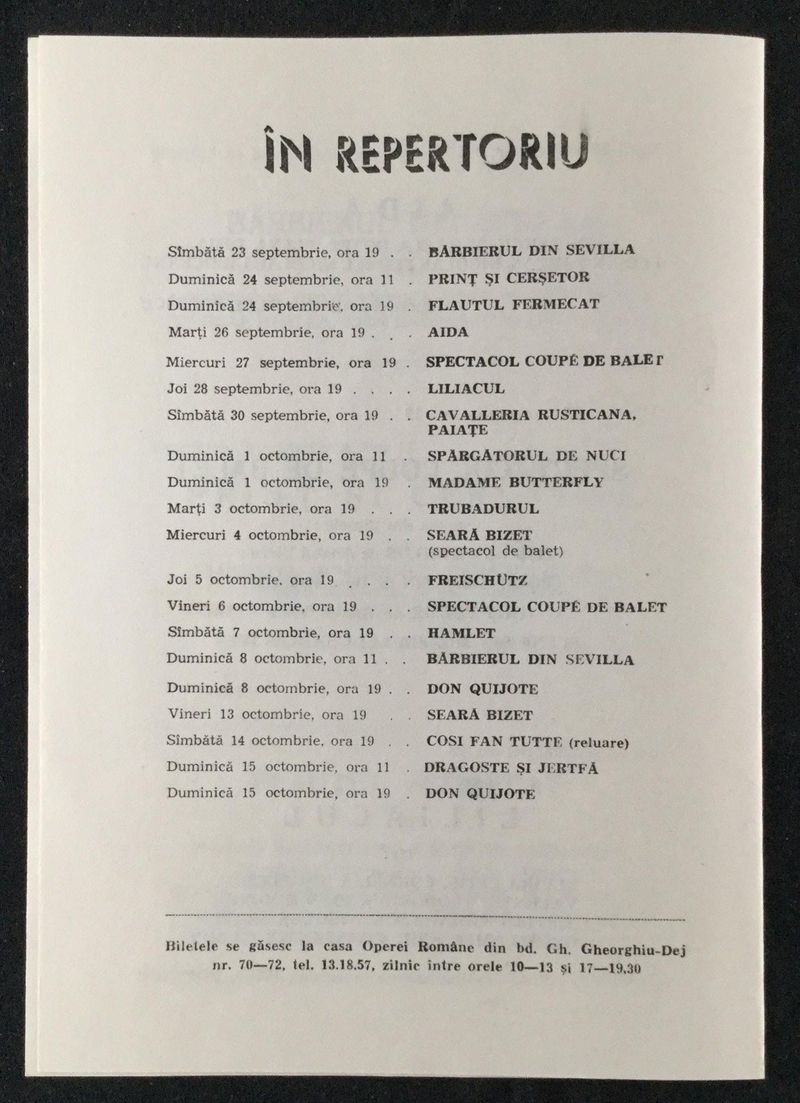 ÎN REPERTORIU
Sîmbătă 23 septembrie, ora 19 . . BĂRBIERUL DIN SEVILLA
Duminică 24 septembrie, ora 11 . PRINȚ ȘI CERȘETOR
Duminică 24 septembrie, ora 19 . FLAUTUL FERMECAT
Marți 26 septembrie, ora 19 . . . AIDA
Miercuri 27 septembrie, ora 19 . SPECTACOL COUPÉ DE BALET
Joi 28 septembrie, ora 19 . . . . LILIACUL
Sîmbătă 30 septembrie, ora 19 . . CAVALLERIA RUSTICANA,
PAIAȚE
Duminică 1 octombrie, ora 11 . SPĂRGĂTORUL DE NUCI
Duminică 1 octombrie, ora 19 . MADAME BUTTERFLY
Marți 3 octombrie, ora 19 . . . TRUBADURUL
Miercuri 4 octombrie, ora 19 . . SEARĂ BIZET
(spectacol de balet)
Joi 5 octombrie, ora 19 . . . . FREISCHÜTZ
Vineri 6 octombrie, ora 19 . . . SPECTACOL COUPÉ DE BALET
Sîmbătă 7 octombrie, ora 19 . . HAMLET
Duminică 8 octombrie, ora 11 . . BĂRBIERUL DIN SEVILLA
Duminică 8 octombrie, ora 19 . . DON QUIJOTE
Vineri 13 octombrie, ora 19 . . SEARĂ BIZET
Sîmbătă 14 octombrie, ora 19 . . COSI FAN TUTTE (reluare)
Duminică 15 octombrie, ora 11 . DRAGOSTE ȘI JERTFĂ
Duminică 15 octombrie, ora 19 . DON QUIJOTE
Biletele se găsesc la casa Operei Române din bd. Gh. Gheorghiu-Dej
nr. 70—72, tel. 13.18.57, zilnic între orele 10—13 și 17—19,30